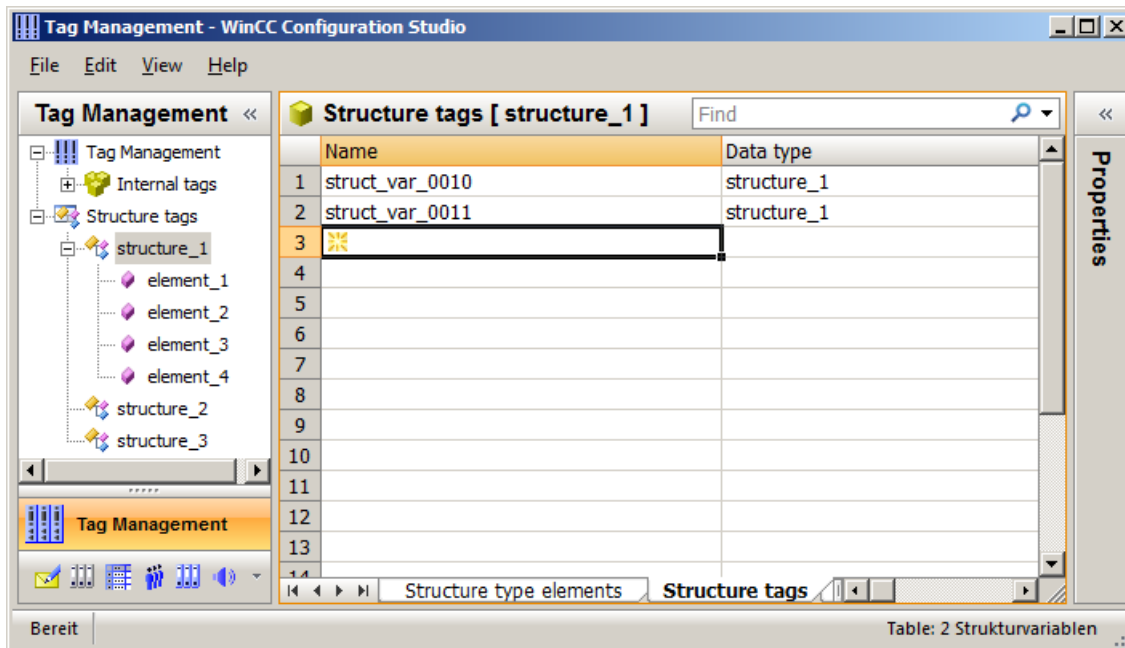 Tag Management - WinCC Configuration Studio
File Edit View Help
Tag Management «
Structure tags [ structure_1 ]
Find
«
Tag Management
Internal tags
Structure tags
structure_1
element_1
element_2
element_3
element_4
structure_2
structure_3
Name Data type
1 struct_var_0010 structure_1
2 struct_var_0011 structure_1
3
4
5
6
7
8
9
10
11
12
13
14
Properties
Tag Management
Structure type elements Structure tags
Bereit Table: 2 Strukturvariablen